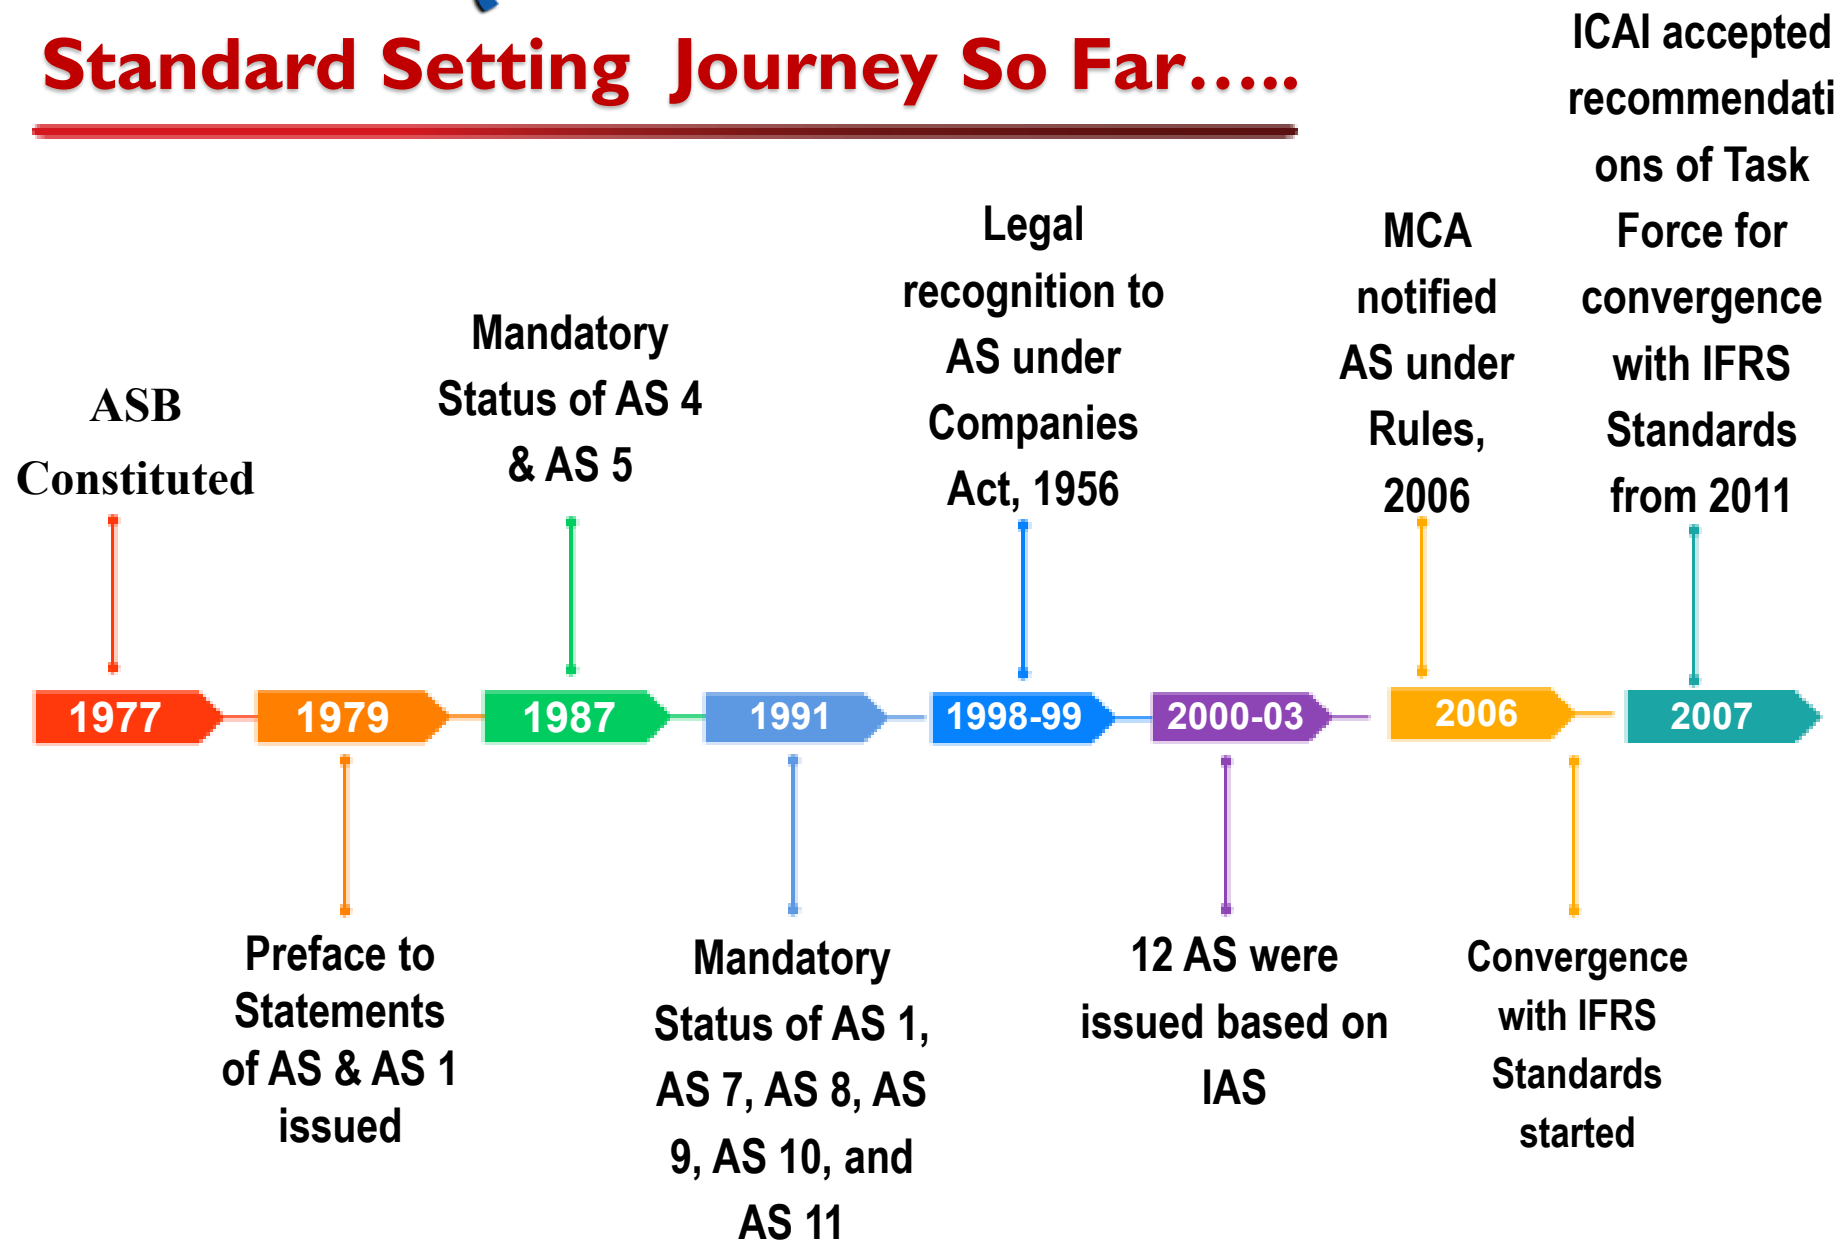 Standard Setting Journey So Far…..
ASB
Constituted
Mandatory
Status of AS 4
& AS 5
Legal
recognition to
AS under
Companies
Act, 1956
MCA
notified
AS under
Rules,
2006
ICAI accepted
recommendati
ons of Task
Force for
convergence
with IFRS
Standards
from 2011
1977
1979
1987
1991
1998-99
2000-03
2006
2007
Preface to
Statements
of AS & AS 1
issued
Mandatory
Status of AS 1,
AS 7, AS 8, AS
9, AS 10, and
AS 11
12 AS were
issued based on
IAS
Convergence
with IFRS
Standards
started